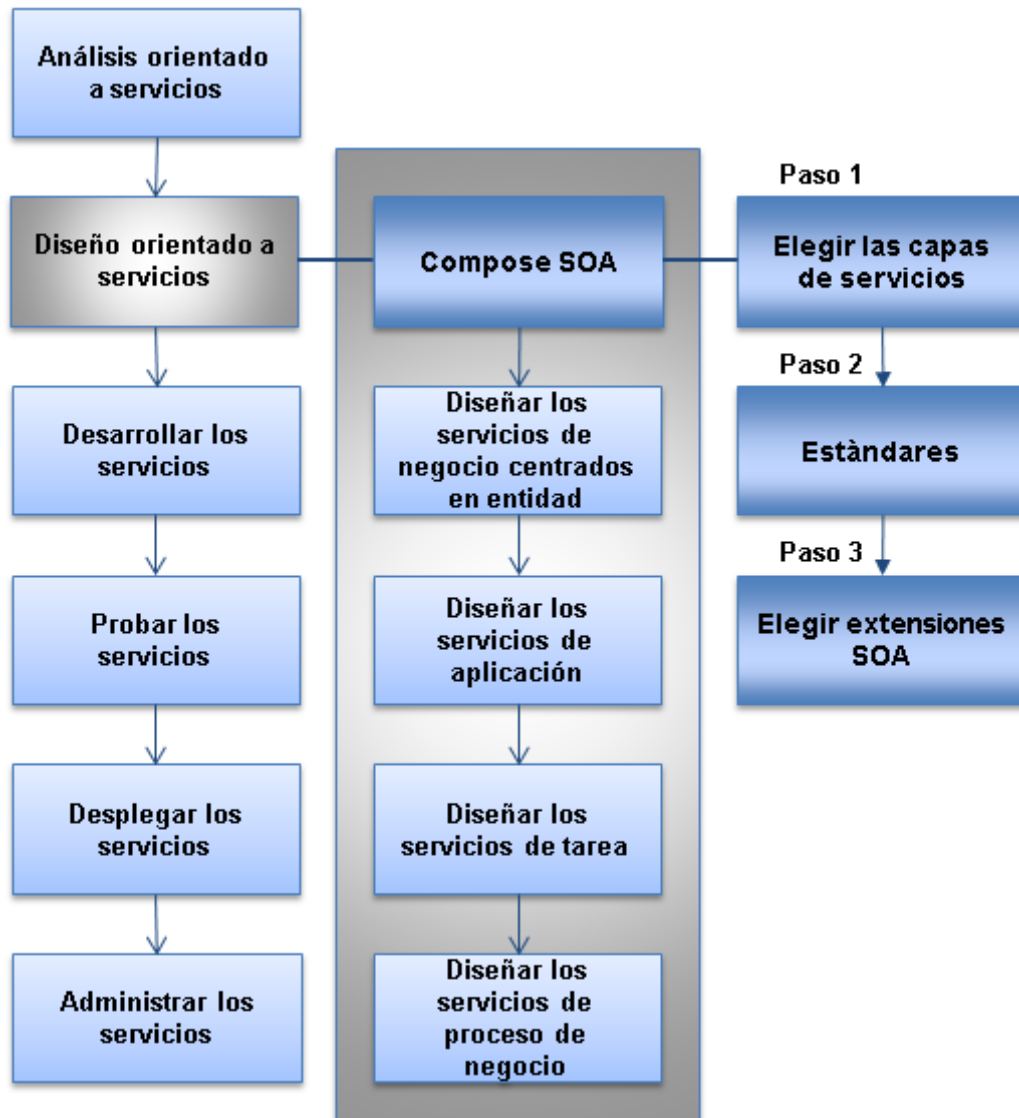 Análisis orientado
a servicios
Diseño orientado a
servicios
Desarrollar los
servicios
Probar los
servicios
Desplegar los
servicios
Administrar los
servicios
Compose SOA
Diseñar los
servicios de
negocio centrados
en entidad
Diseñar los
servicios de
aplicación
Diseñar los
servicios de tarea
Diseñar los
servicios de
proceso de
negocio
Paso 1
Elegir las capas
de servicios
Paso 2
Estàndares
Paso 3
Elegir extensiones
SOA